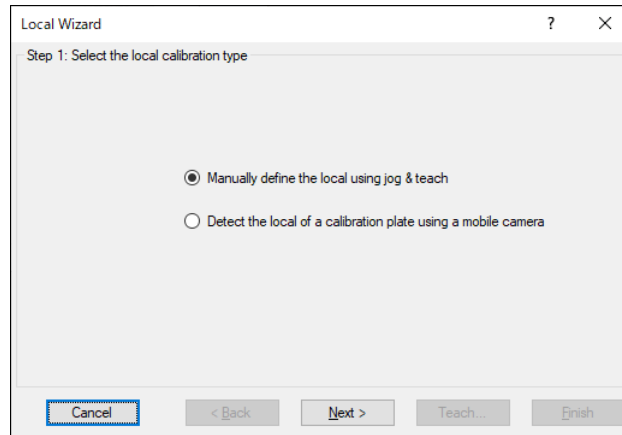 Local Wizard ?
Step 1: Select the local calibration type
Manually define the local using jog & teach
Detect the local of a calibration plate using a mobile camera
Cancel < Back Next > Teach... Finish